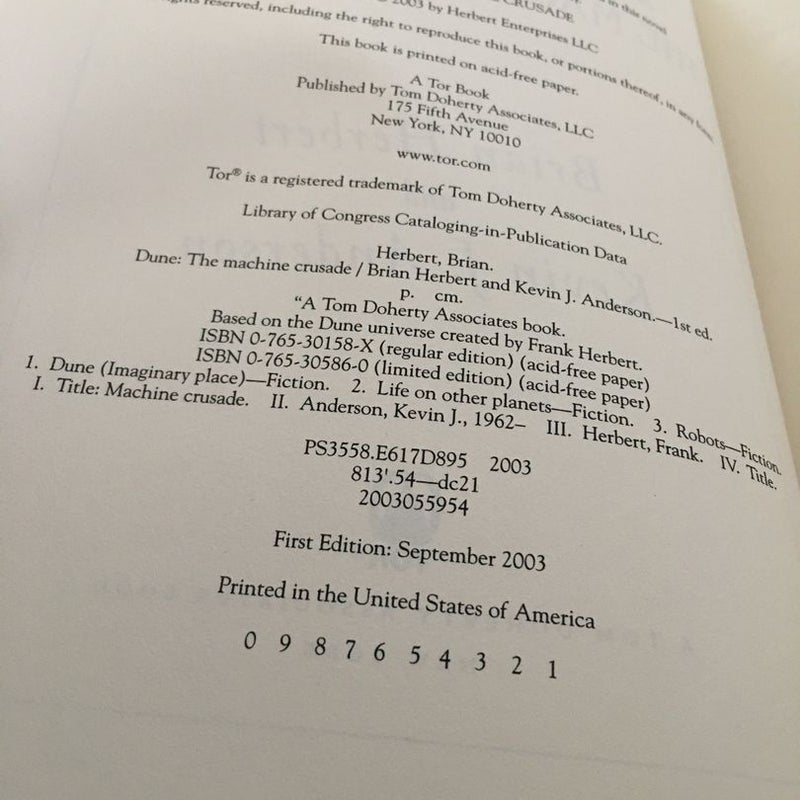 in this novel
CRUSADE
© 2003 by Herbert Enterprises LLC
rights reserved, including the right to reproduce this book, or portions thereof, in any form
This book is printed on acid-free paper.
A Tor Book
Published by Tom Doherty Associates, LLC
175 Fifth Avenue
New York, NY 10010
www.tor.com
Tor® is a registered trademark of Tom Doherty Associates, LLC.
Library of Congress Cataloging-in-Publication Data
Herbert, Brian.
Dune: The machine crusade / Brian Herbert and Kevin J. Anderson.—1st ed.
p. cm.
"A Tom Doherty Associates book.
Based on the Dune universe created by Frank Herbert.
ISBN 0-765-30158-X (regular edition) (acid-free paper)
ISBN 0-765-30586-0 (limited edition) (acid-free paper)
1. Dune (Imaginary place)—Fiction. 2. Life on other planets—Fiction. 3. Robots—Fiction.
I. Title: Machine crusade. II. Anderson, Kevin J., 1962– III. Herbert, Frank. IV. Title.
PS3558.E617D895 2003
813'.54—dc21
2003055954
First Edition: September 2003
Printed in the United States of America
0 9 8 7 6 5 4 3 2 1